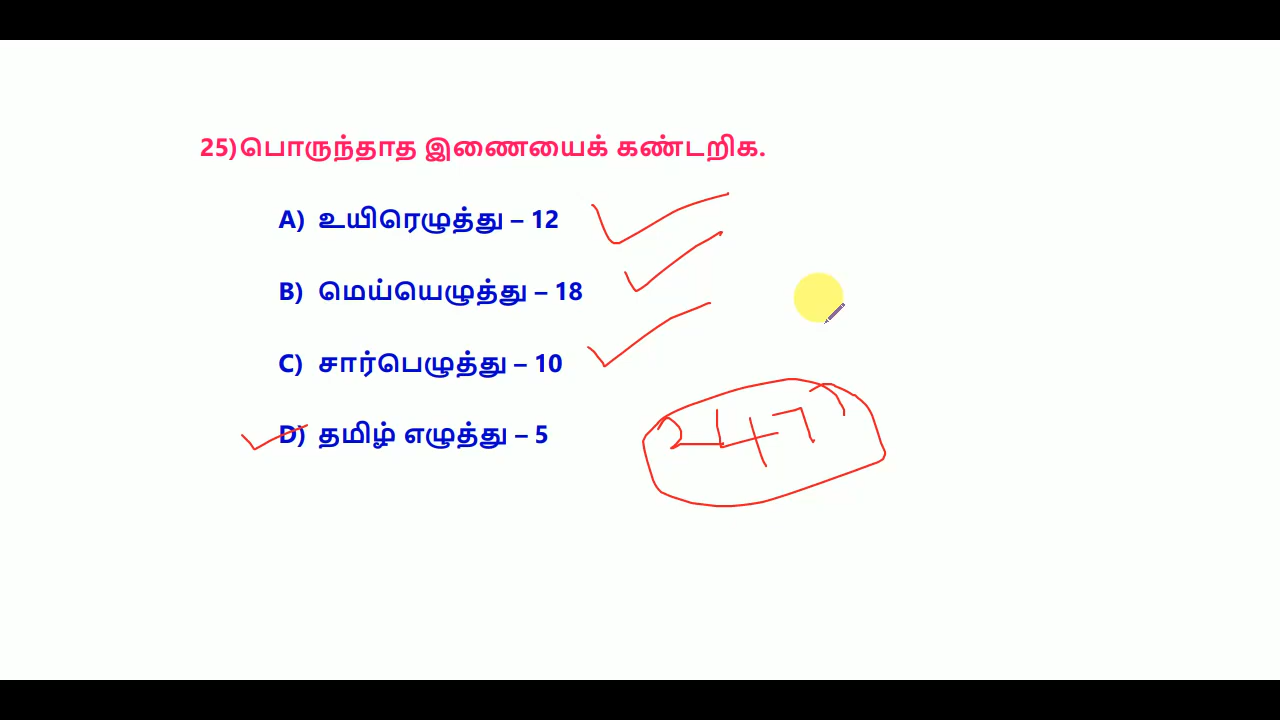 25)பொருந்தாத இணையைக் கண்டறிக.
A) உயிரெழுத்து – 12
B) மெய்யெழுத்து – 18
C) சார்பெழுத்து – 10
D) தமிழ் எழுத்து – 5
247